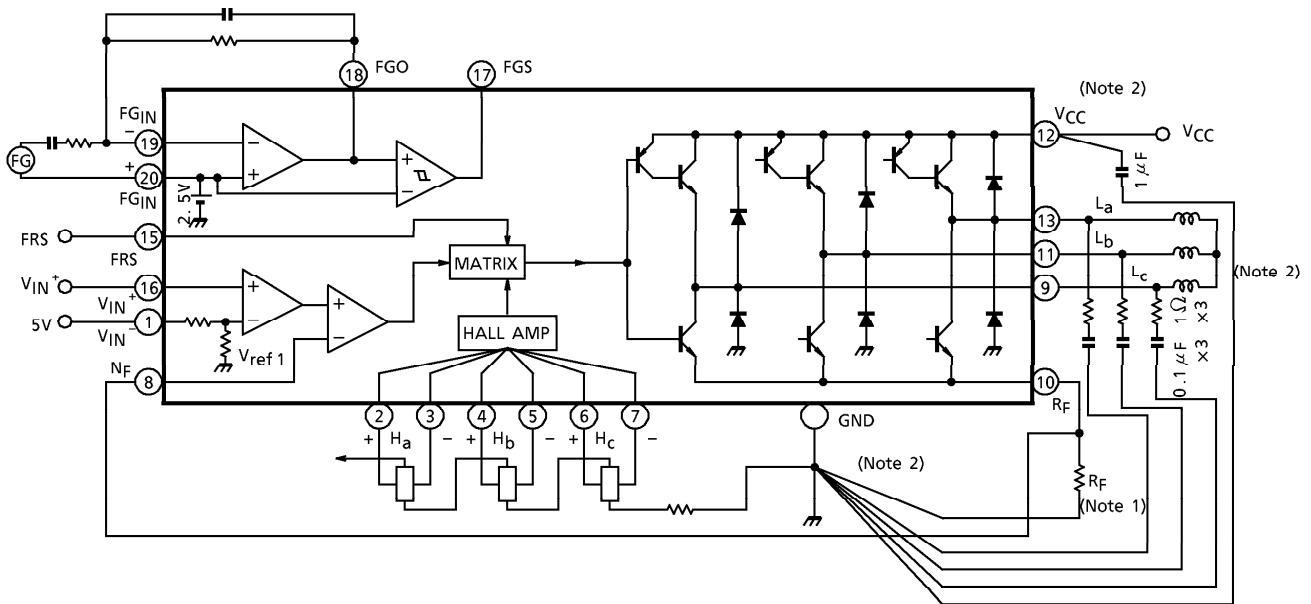 18 FGO
17 FGS
(Note 2)
FGIN
− 19
FG
+ 20
FGIN
2.5V
− +
+ −
VCC
12 VCC
1 μF
FRS 15
FRS
VIN+ 16
VIN+
5V 1
VIN−
Vref 1
+ −
+ −
MATRIX
HALL AMP
NF
8
13 La
11 Lb
9 Lc
(Note 2)
1Ω ×3
0.1 μF ×3
10
RF
2 3 4 5 6 7
+ Ha − + Hb − + Hc −
GND
(Note 2)
RF
(Note 1)